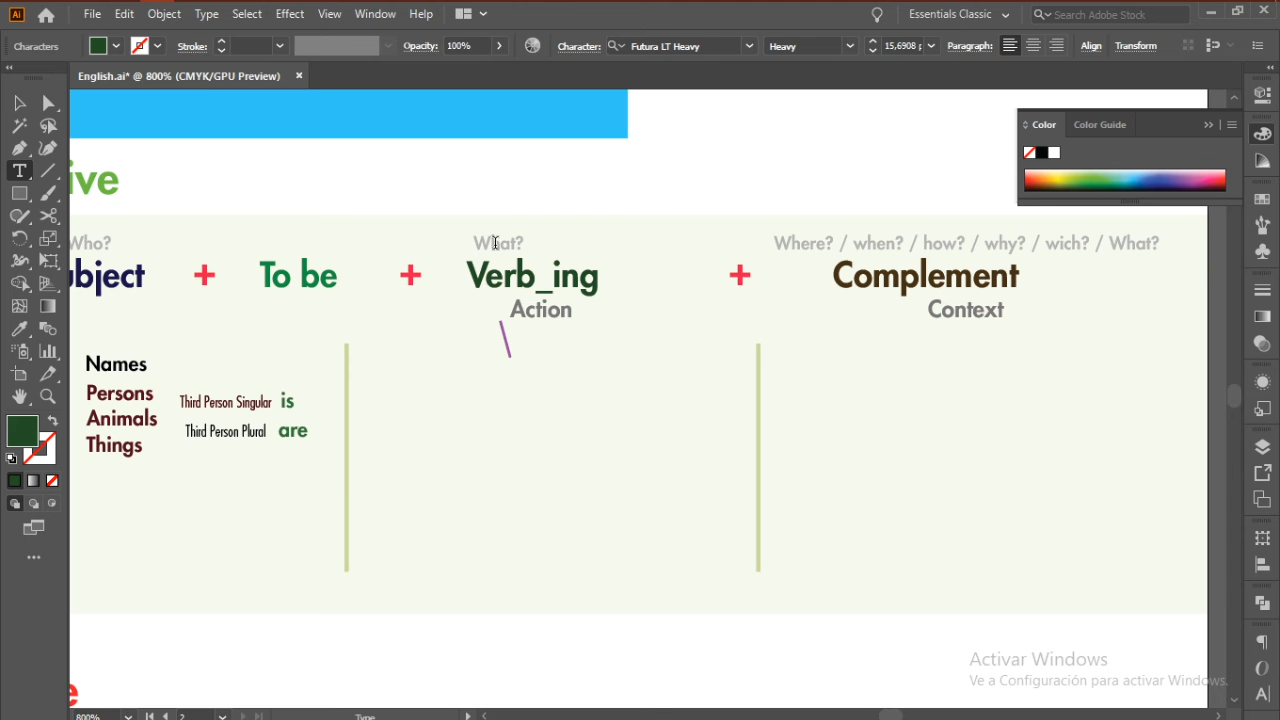 File Edit Object Type Select Effect View Window Help
Essentials Classic
Search Adobe Stock
Characters
Stroke:
Opacity: 100%
Character: Futura LT Heavy
Heavy
15,6908 p
Paragraph:
Align
Transform
English.ai* @ 800% (CMYK/GPU Preview)
Color
Color Guide
ive
Who?
What?
Where? / when? / how? / why? / wich? / What?
ubject + To be + Verb_ing + Complement
Action
Context
Names
Persons
Animals
Things
Third Person Singular is
Third Person Plural are
Activar Windows
Ve a Configuración para activar Windows.
e
800%
2
Type